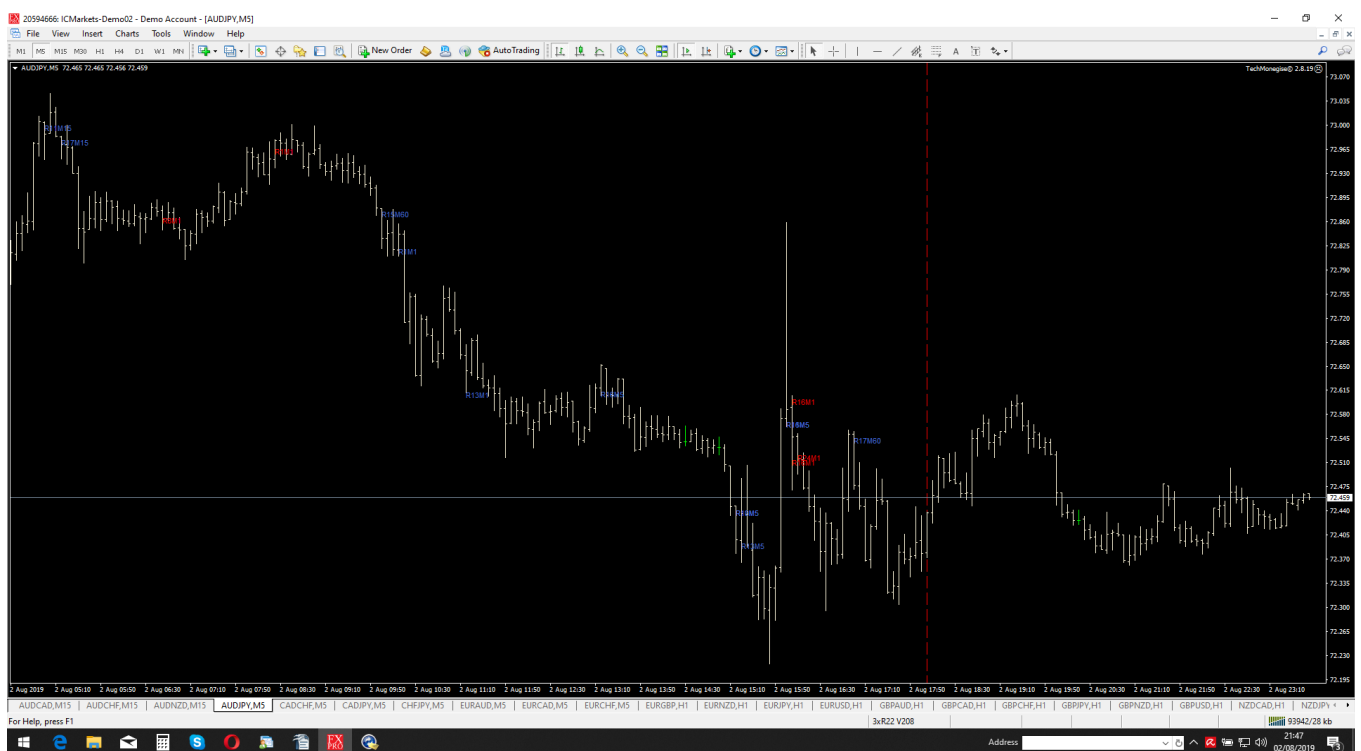 20594666: ICMarkets-Demo02 - Demo Account - [AUDJPY,M5]
File View Insert Charts Tools Window Help
M1 M5 M15 M30 H1 H4 D1 W1 MN New Order AutoTrading A T
AUDJPY,M5 72.465 72.465 72.456 72.459
TechMonegise© 2.8.19
73.070
73.035
73.000
72.965
72.930
72.895
72.860
72.825
72.790
72.755
72.720
72.685
72.650
72.615
72.580
72.545
72.510
72.475
72.459
72.440
72.405
72.370
72.335
72.300
72.265
72.230
72.195
R17M15
R15M60
R13M1
R16M1
R17M60
R13M5
2 Aug 2019 2 Aug 05:10 2 Aug 05:50 2 Aug 06:30 2 Aug 07:10 2 Aug 07:50 2 Aug 08:30 2 Aug 09:10 2 Aug 09:50 2 Aug 10:30 2 Aug 11:10 2 Aug 11:50 2 Aug 12:30 2 Aug 13:10 2 Aug 13:50 2 Aug 14:30 2 Aug 15:10 2 Aug 15:50 2 Aug 16:30 2 Aug 17:10 2 Aug 17:50 2 Aug 18:30 2 Aug 19:10 2 Aug 19:50 2 Aug 20:30 2 Aug 21:10 2 Aug 21:50 2 Aug 22:30 2 Aug 23:10
AUDCAD,M15 AUDCHF,M15 AUDNZD,M15 AUDJPY,M5 CADCHF,M5 CADJPY,M5 CHFJPY,M5 EURAUD,M5 EURCAD,M5 EURCHF,M5 EURGBP,H1 EURNZD,H1 EURJPY,H1 EURUSD,H1 GBPAUD,H1 GBPCAD,H1 GBPCHF,H1 GBPJPY,H1 GBPNZD,H1 GBPUSD,H1 NZDCAD,H1 NZDJPY
For Help, press F1
3xR22 V208
93942/28 kb
Address
21:47
02/08/2019